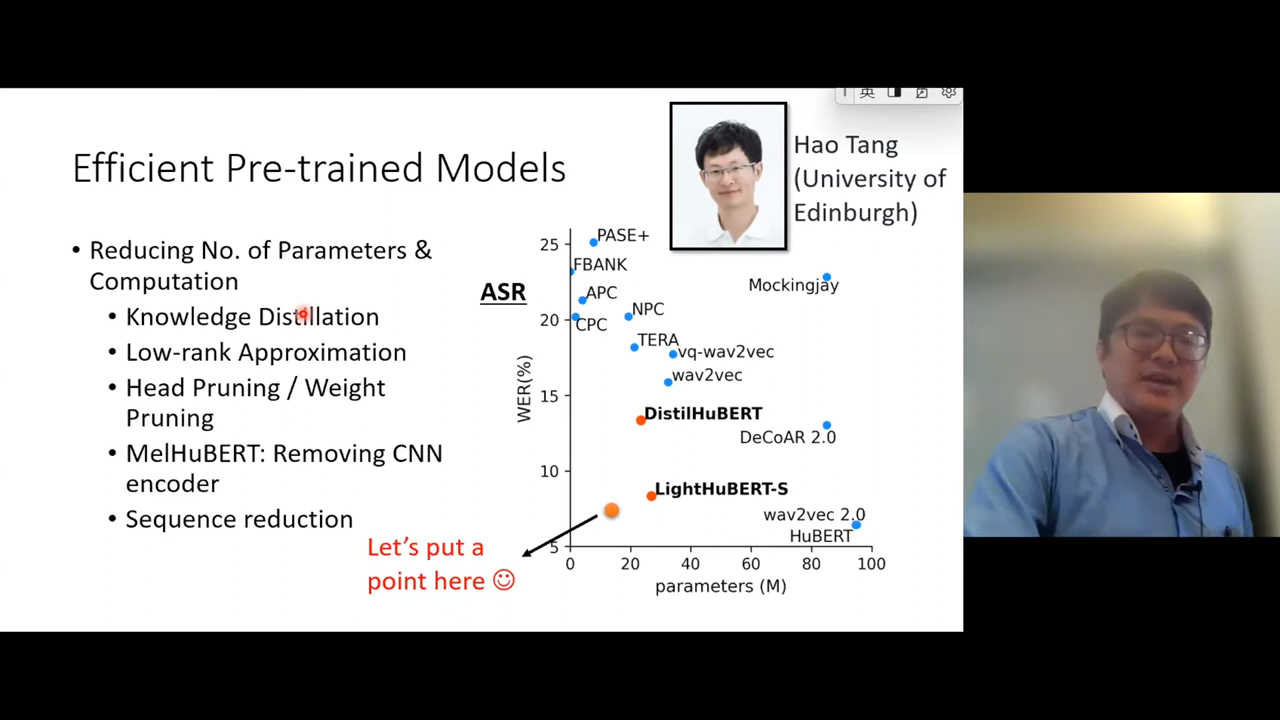 英
Efficient Pre-trained Models
Hao Tang
(University of
Edinburgh)
• Reducing No. of Parameters &
Computation
• Knowledge Distillation
• Low-rank Approximation
• Head Pruning / Weight
Pruning
• MelHuBERT: Removing CNN
encoder
• Sequence reduction
Let's put a
point here ☺
ASR
WER(%)
25
20
15
10
5
PASE+
FBANK
Mockingjay
APC
NPC
CPC
TERA
vq-wav2vec
wav2vec
DistilHuBERT
DeCoAR 2.0
LightHuBERT-S
wav2vec 2.0
HuBERT
0 20 40 60 80 100
parameters (M)